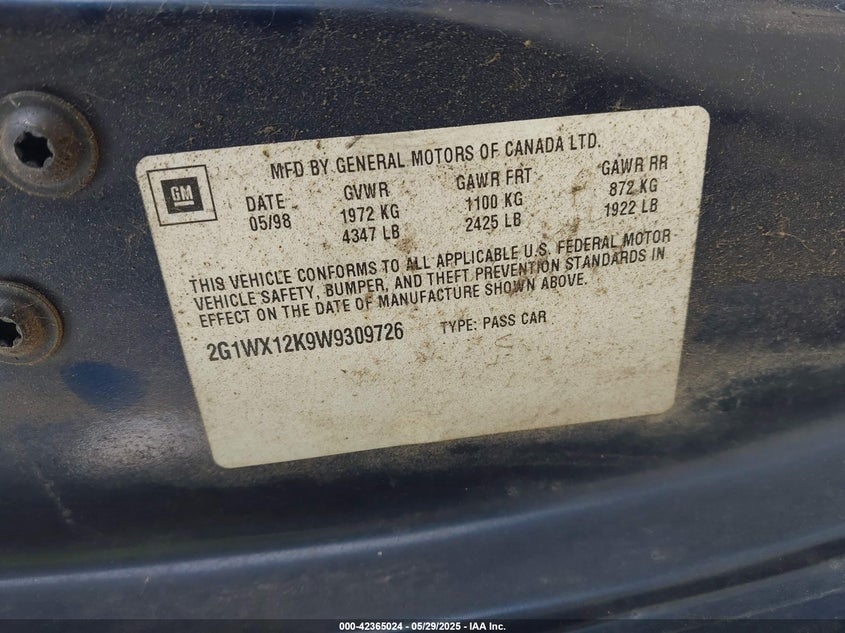 MFD BY GENERAL MOTORS OF CANADA LTD.
GM
DATE GVWR GAWR FRT GAWR RR
05/98 1972 KG 1100 KG 872 KG
4347 LB 2425 LB 1922 LB
THIS VEHICLE CONFORMS TO ALL APPLICABLE U.S. FEDERAL MOTOR
VEHICLE SAFETY, BUMPER, AND THEFT PREVENTION STANDARDS IN
EFFECT ON THE DATE OF MANUFACTURE SHOWN ABOVE.
2G1WX12K9W9309726 TYPE: PASS CAR
000-42365024 - 05/29/2025 - IAA Inc.